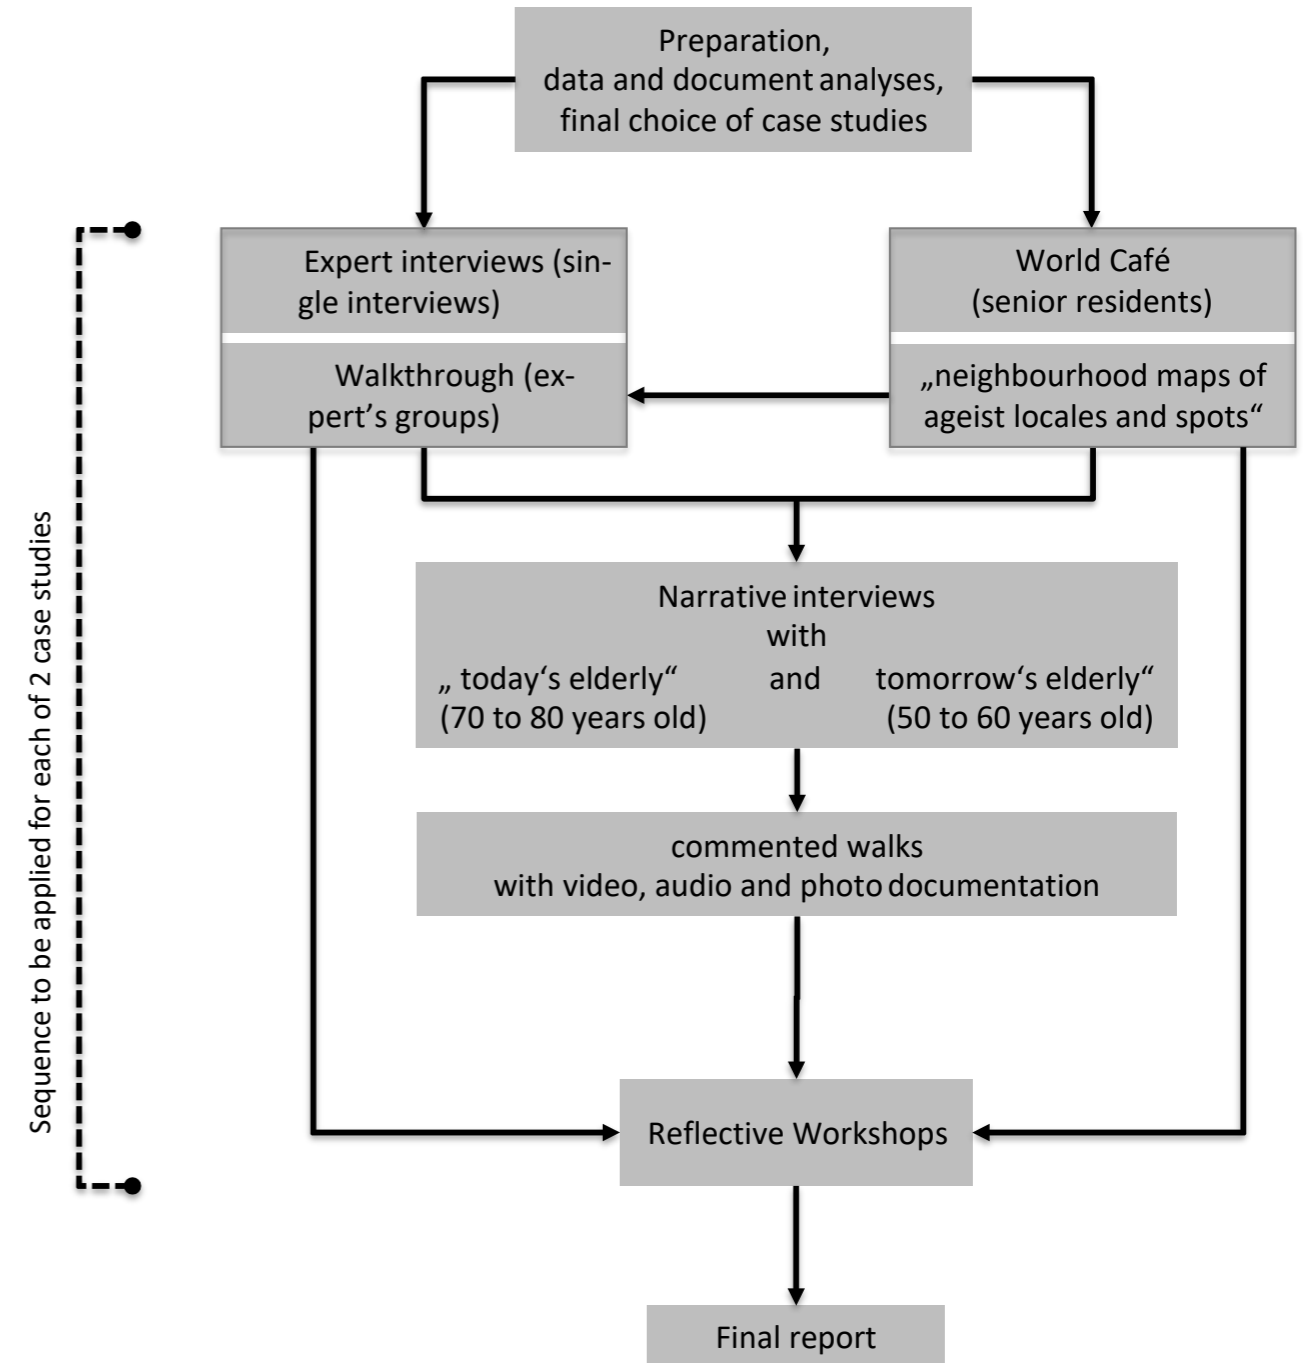 Preparation,
data and document analyses,
final choice of case studies
Expert interviews (sin-
gle interviews)
World Café
(senior residents)
Walkthrough (ex-
pert’s groups)
„neighbourhood maps of
ageist locales and spots“
Sequence to be applied for each of 2 case studies
Narrative interviews
with
„ today‘s elderly“ and tomorrow‘s elderly“
(70 to 80 years old) (50 to 60 years old)
commented walks
with video, audio and photo documentation
Reflective Workshops
Final report